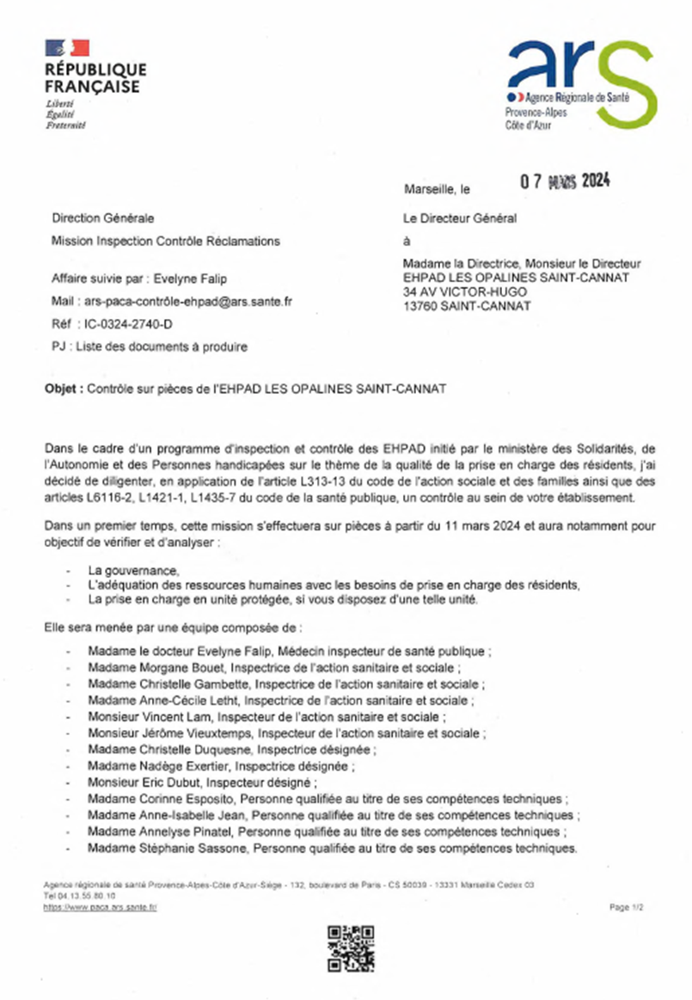 RÉPUBLIQUE
FRANÇAISE
Liberté
Égalité
Fraternité
ars
Agence Régionale de Santé
Provence-Alpes
Côte d'Azur
Marseille, le 07 MARS 2024
Direction Générale
Mission Inspection Contrôle Réclamations
Affaire suivie par : Evelyne Falip
Mail : ars-paca-contrôle-ehpad@ars.sante.fr
Réf : IC-0324-2740-D
PJ : Liste des documents à produire
Le Directeur Général
à
Madame la Directrice, Monsieur le Directeur
EHPAD LES OPALINES SAINT-CANNAT
34 AV VICTOR-HUGO
13760 SAINT-CANNAT
Objet : Contrôle sur pièces de l'EHPAD LES OPALINES SAINT-CANNAT
Dans le cadre d'un programme d'inspection et contrôle des EHPAD initié par le ministère des Solidarités, de
l'Autonomie et des Personnes handicapées sur le thème de la qualité de la prise en charge des résidents, j'ai
décidé de diligenter, en application de l'article L313-13 du code de l'action sociale et des familles ainsi que des
articles L6116-2, L1421-1, L1435-7 du code de la santé publique, un contrôle au sein de votre établissement.
Dans un premier temps, cette mission s'effectuera sur pièces à partir du 11 mars 2024 et aura notamment pour
objectif de vérifier et d'analyser :
- La gouvernance,
- L'adéquation des ressources humaines avec les besoins de prise en charge des résidents,
- La prise en charge en unité protégée, si vous disposez d'une telle unité.
Elle sera menée par une équipe composée de :
- Madame le docteur Evelyne Falip, Médecin inspecteur de santé publique ;
- Madame Morgane Bouet, Inspectrice de l'action sanitaire et sociale ;
- Madame Christelle Gambette, Inspectrice de l'action sanitaire et sociale ;
- Madame Anne-Cécile Letht, Inspectrice de l'action sanitaire et sociale ;
- Monsieur Vincent Lam, Inspecteur de l'action sanitaire et sociale ;
- Monsieur Jérôme Vieuxtemps, Inspecteur de l'action sanitaire et sociale ;
- Madame Christelle Duquesne, Inspectrice désignée ;
- Madame Nadège Exertier, Inspectrice désignée ;
- Monsieur Eric Dubut, Inspecteur désigné ;
- Madame Corinne Esposito, Personne qualifiée au titre de ses compétences techniques ;
- Madame Anne-Isabelle Jean, Personne qualifiée au titre de ses compétences techniques ;
- Madame Annelyse Pinatel, Personne qualifiée au titre de ses compétences techniques ;
- Madame Stéphanie Sassone, Personne qualifiée au titre de ses compétences techniques.
Agence régionale de santé Provence-Alpes-Côte d'Azur-Siège - 132, boulevard de Paris - CS 50039 - 13331 Marseille Cedex 03
Tel 04.13.55.80.10
https://www.paca.ars.sante.fr/
Page 1/2